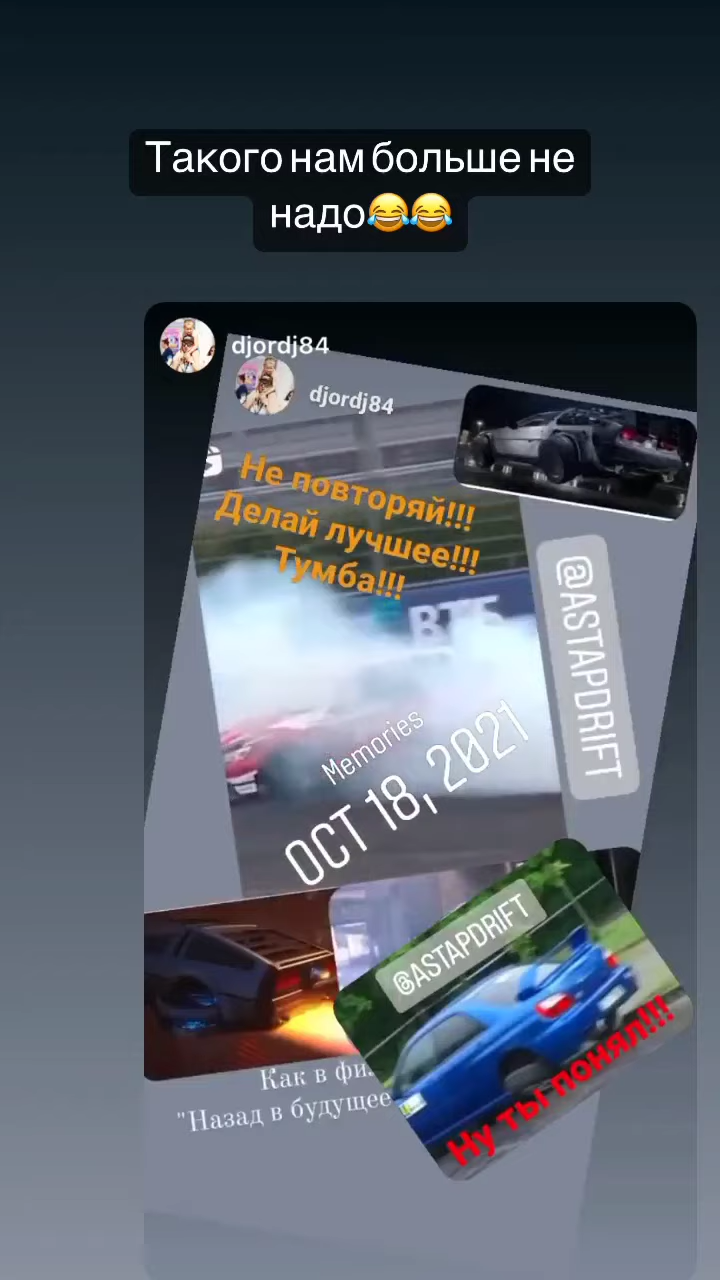 Такого нам больше не
надо😂😂
djordj84
djordj84
Не повторяй!!!
Делай лучшее!!!
Тумба!!!
ВТБ
@ASTAPDRIFT
Memories
OCT 18, 2021
@ASTAPDRIFT
Как в
"Назад в будущее
Ну ты понял!!!